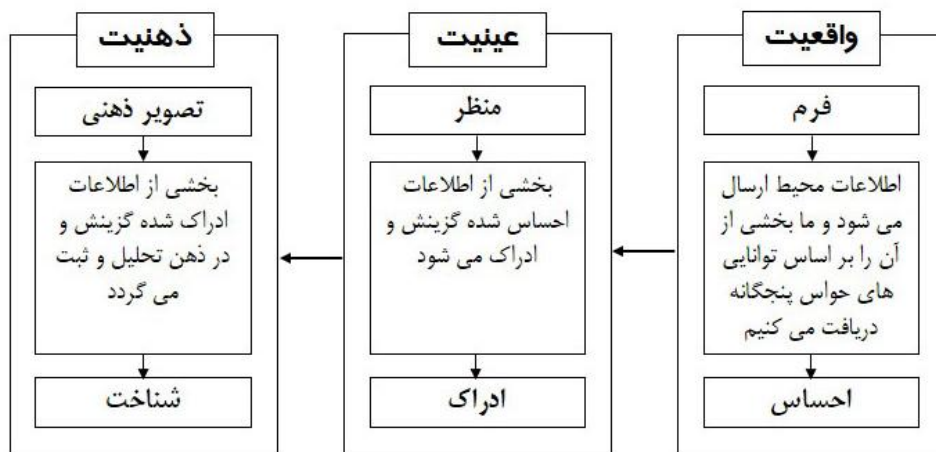 واقعیت
فرم
اطلاعات محیط ارسال
می شود و ما بخشی از
آن را بر اساس توانایی
های حواس پنجگانه
دریافت می کنیم
احساس
عینیت
منظر
بخشی از اطلاعات
احساس شده گزینش و
ادراک می شود
ادراک
ذهنیت
تصویر ذهنی
بخشی از اطلاعات
ادراک شده گزینش و
در ذهن تحلیل و ثبت
می گردد
شناخت